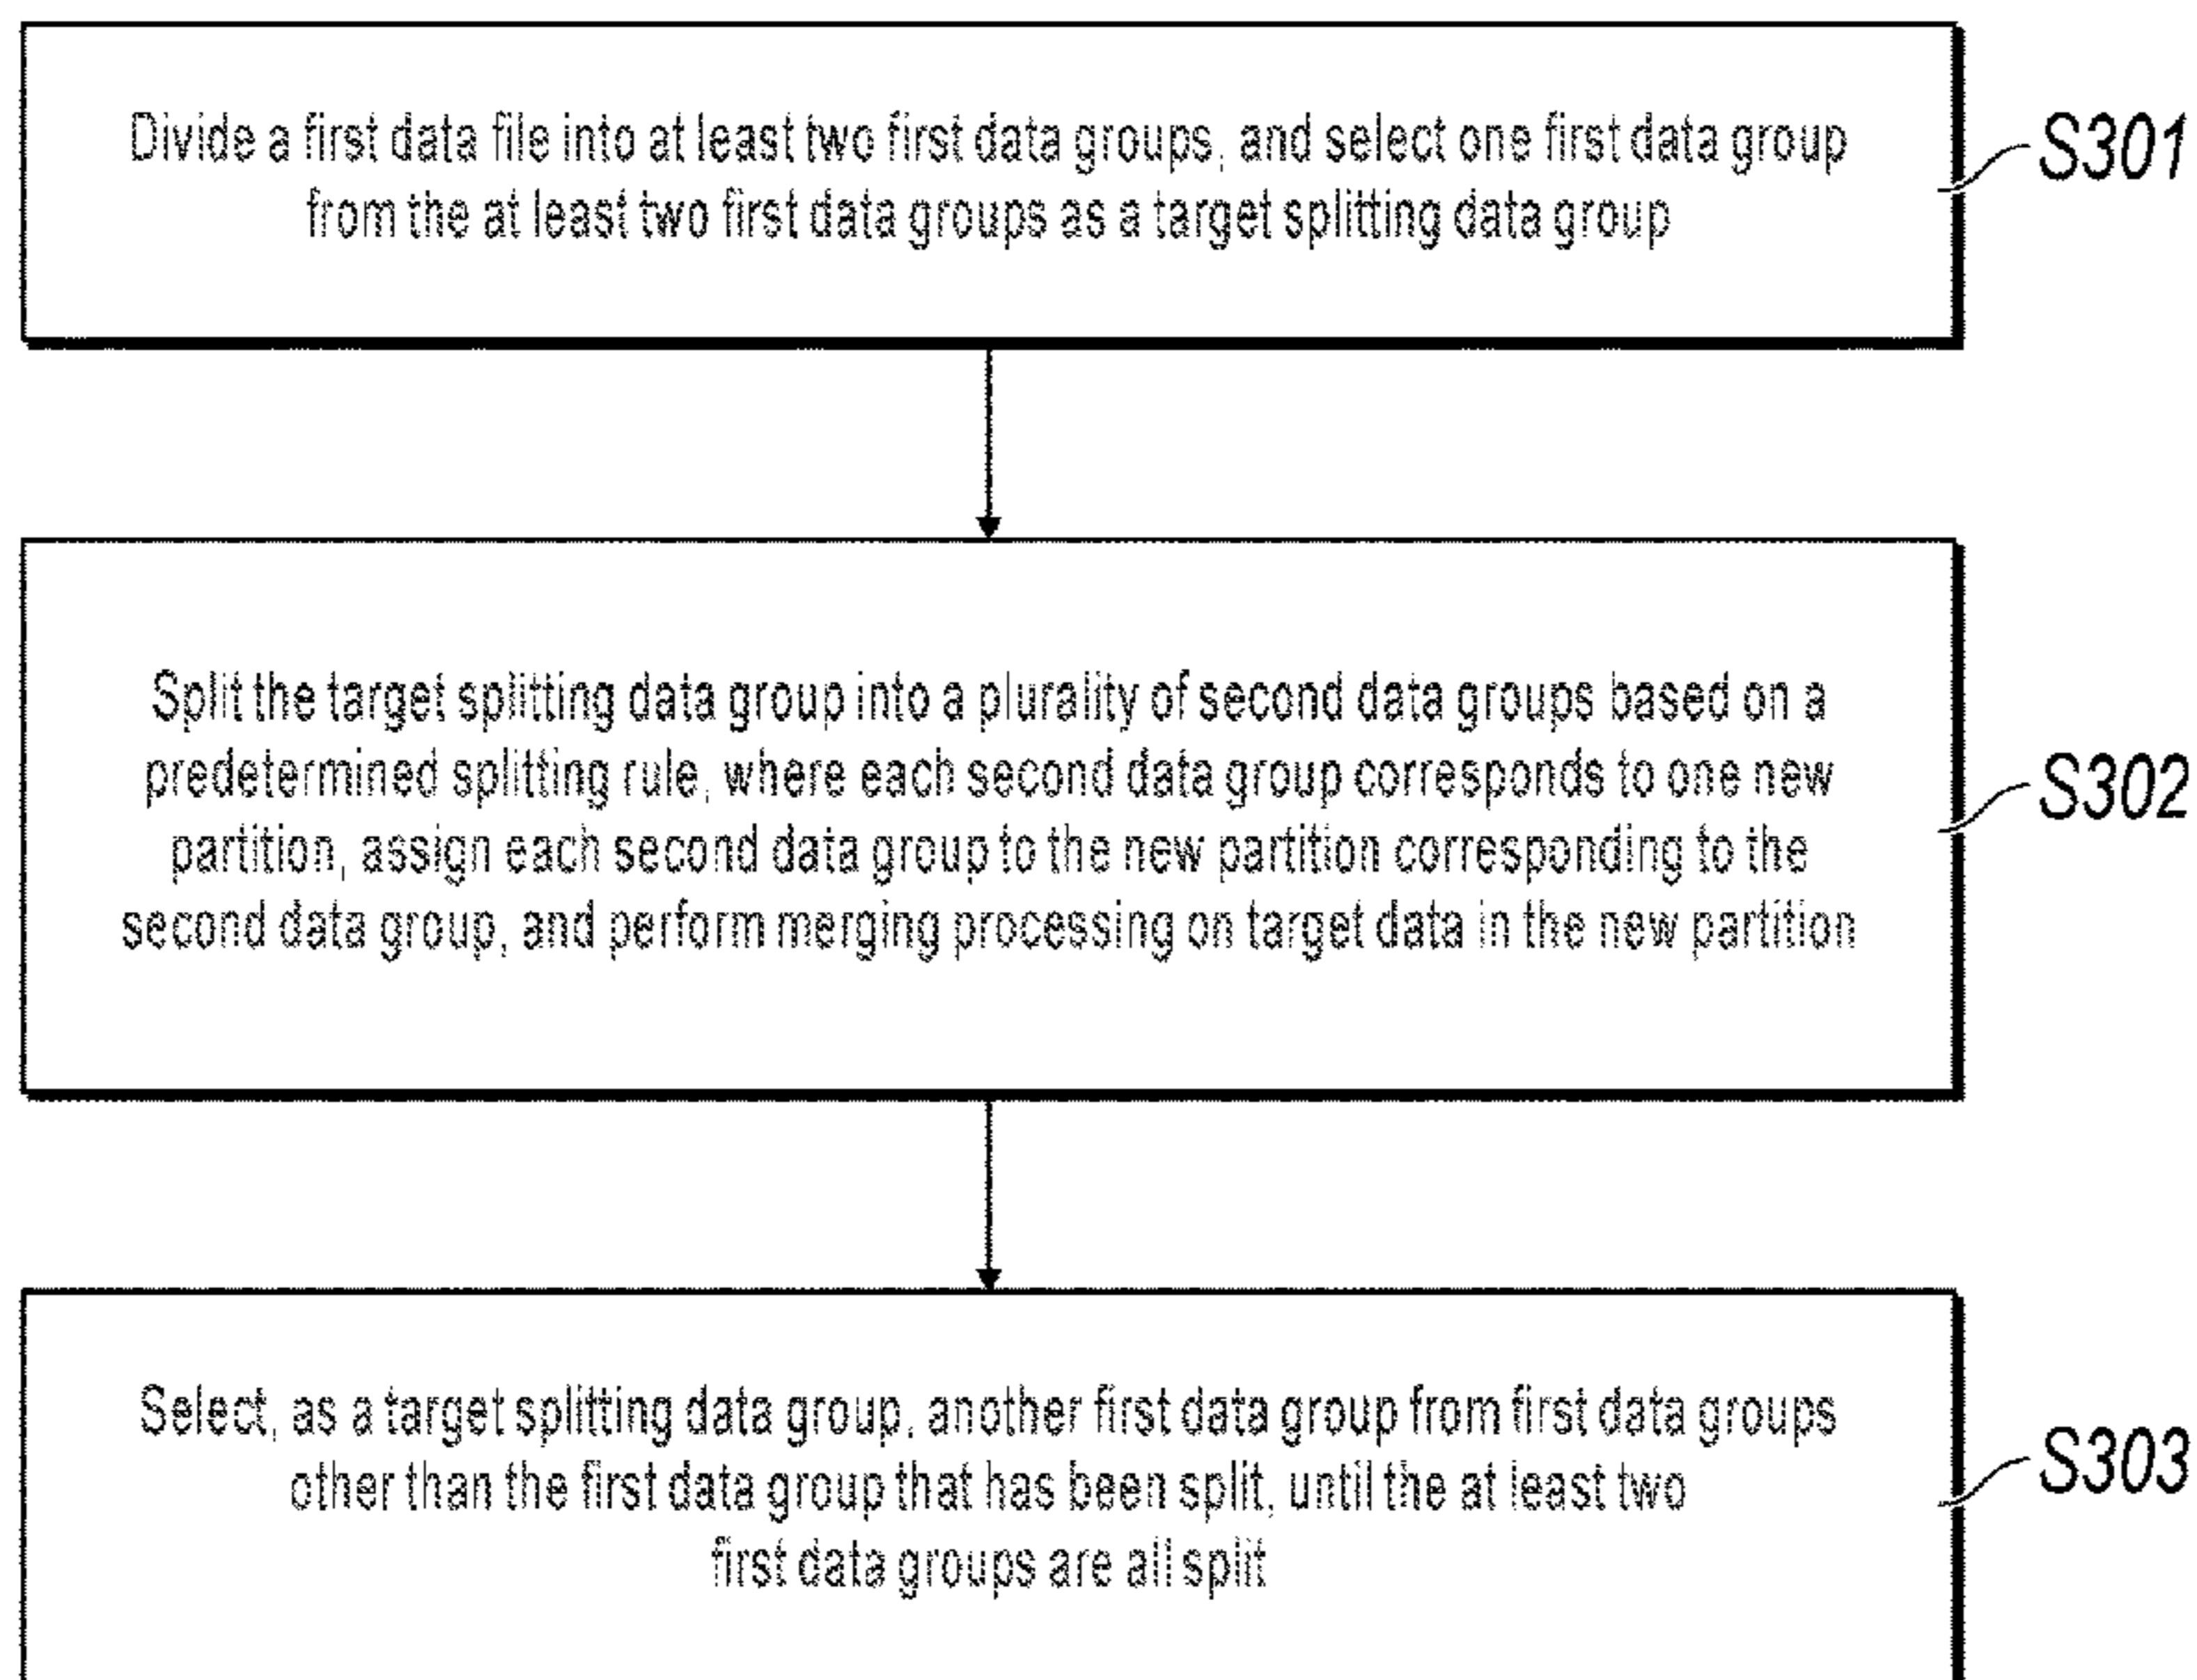 Divide a first data file into at least two first data groups, and select one first data group
from the at least two first data groups as a target splitting data group
S301
Split the target splitting data group into a plurality of second data groups based on a
predetermined splitting rule, where each second data group corresponds to one new
partition, assign each second data group to the new partition corresponding to the
second data group, and perform merging processing on target data in the new partition
S302
Select, as a target splitting data group, another first data group from first data groups
other than the first data group that has been split, until the at least two
first data groups are all split
S303